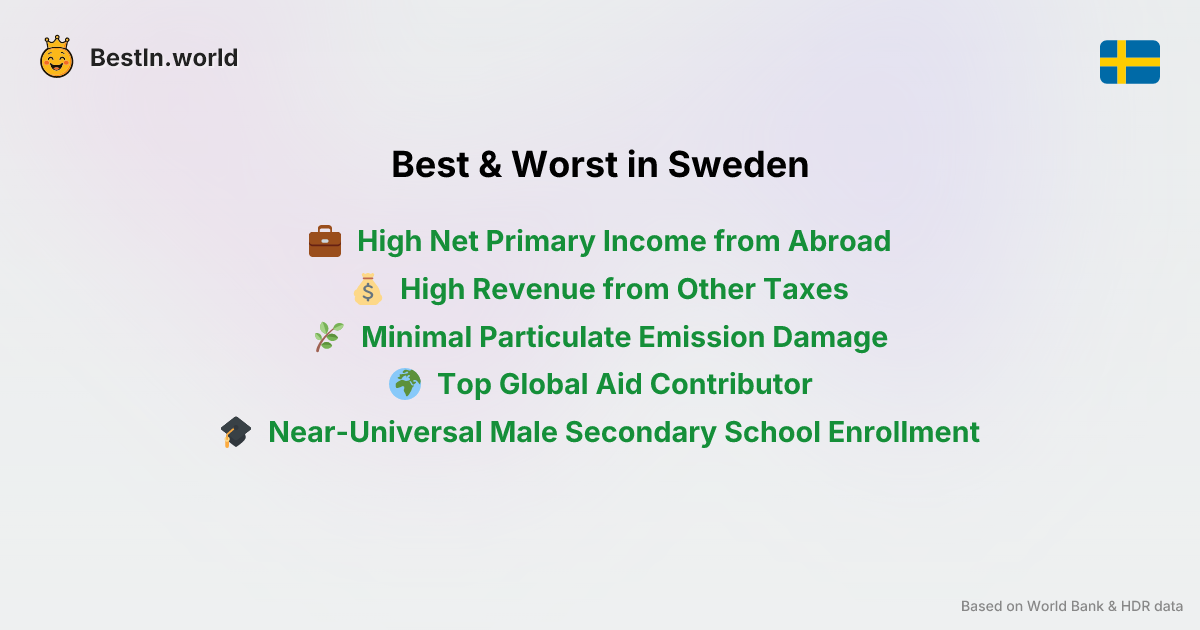 BestIn.world
Best & Worst in Sweden
High Net Primary Income from Abroad
High Revenue from Other Taxes
Minimal Particulate Emission Damage
Top Global Aid Contributor
Near-Universal Male Secondary School Enrollment
Based on World Bank & HDR data